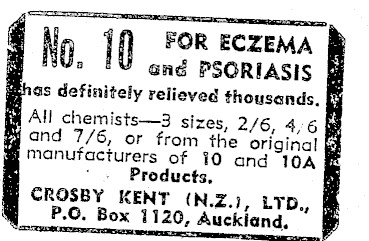 No. 10 FOR ECZEMA
and PSORIASIS
has definitely relieved thousands.
All chemists—3 sizes, 2/6, 4/6
and 7/6, or from the original
manufacturers of 10 and 10A
Products.
CROSBY KENT (N.Z.), LTD.,
P.O. Box 1120, Auckland.